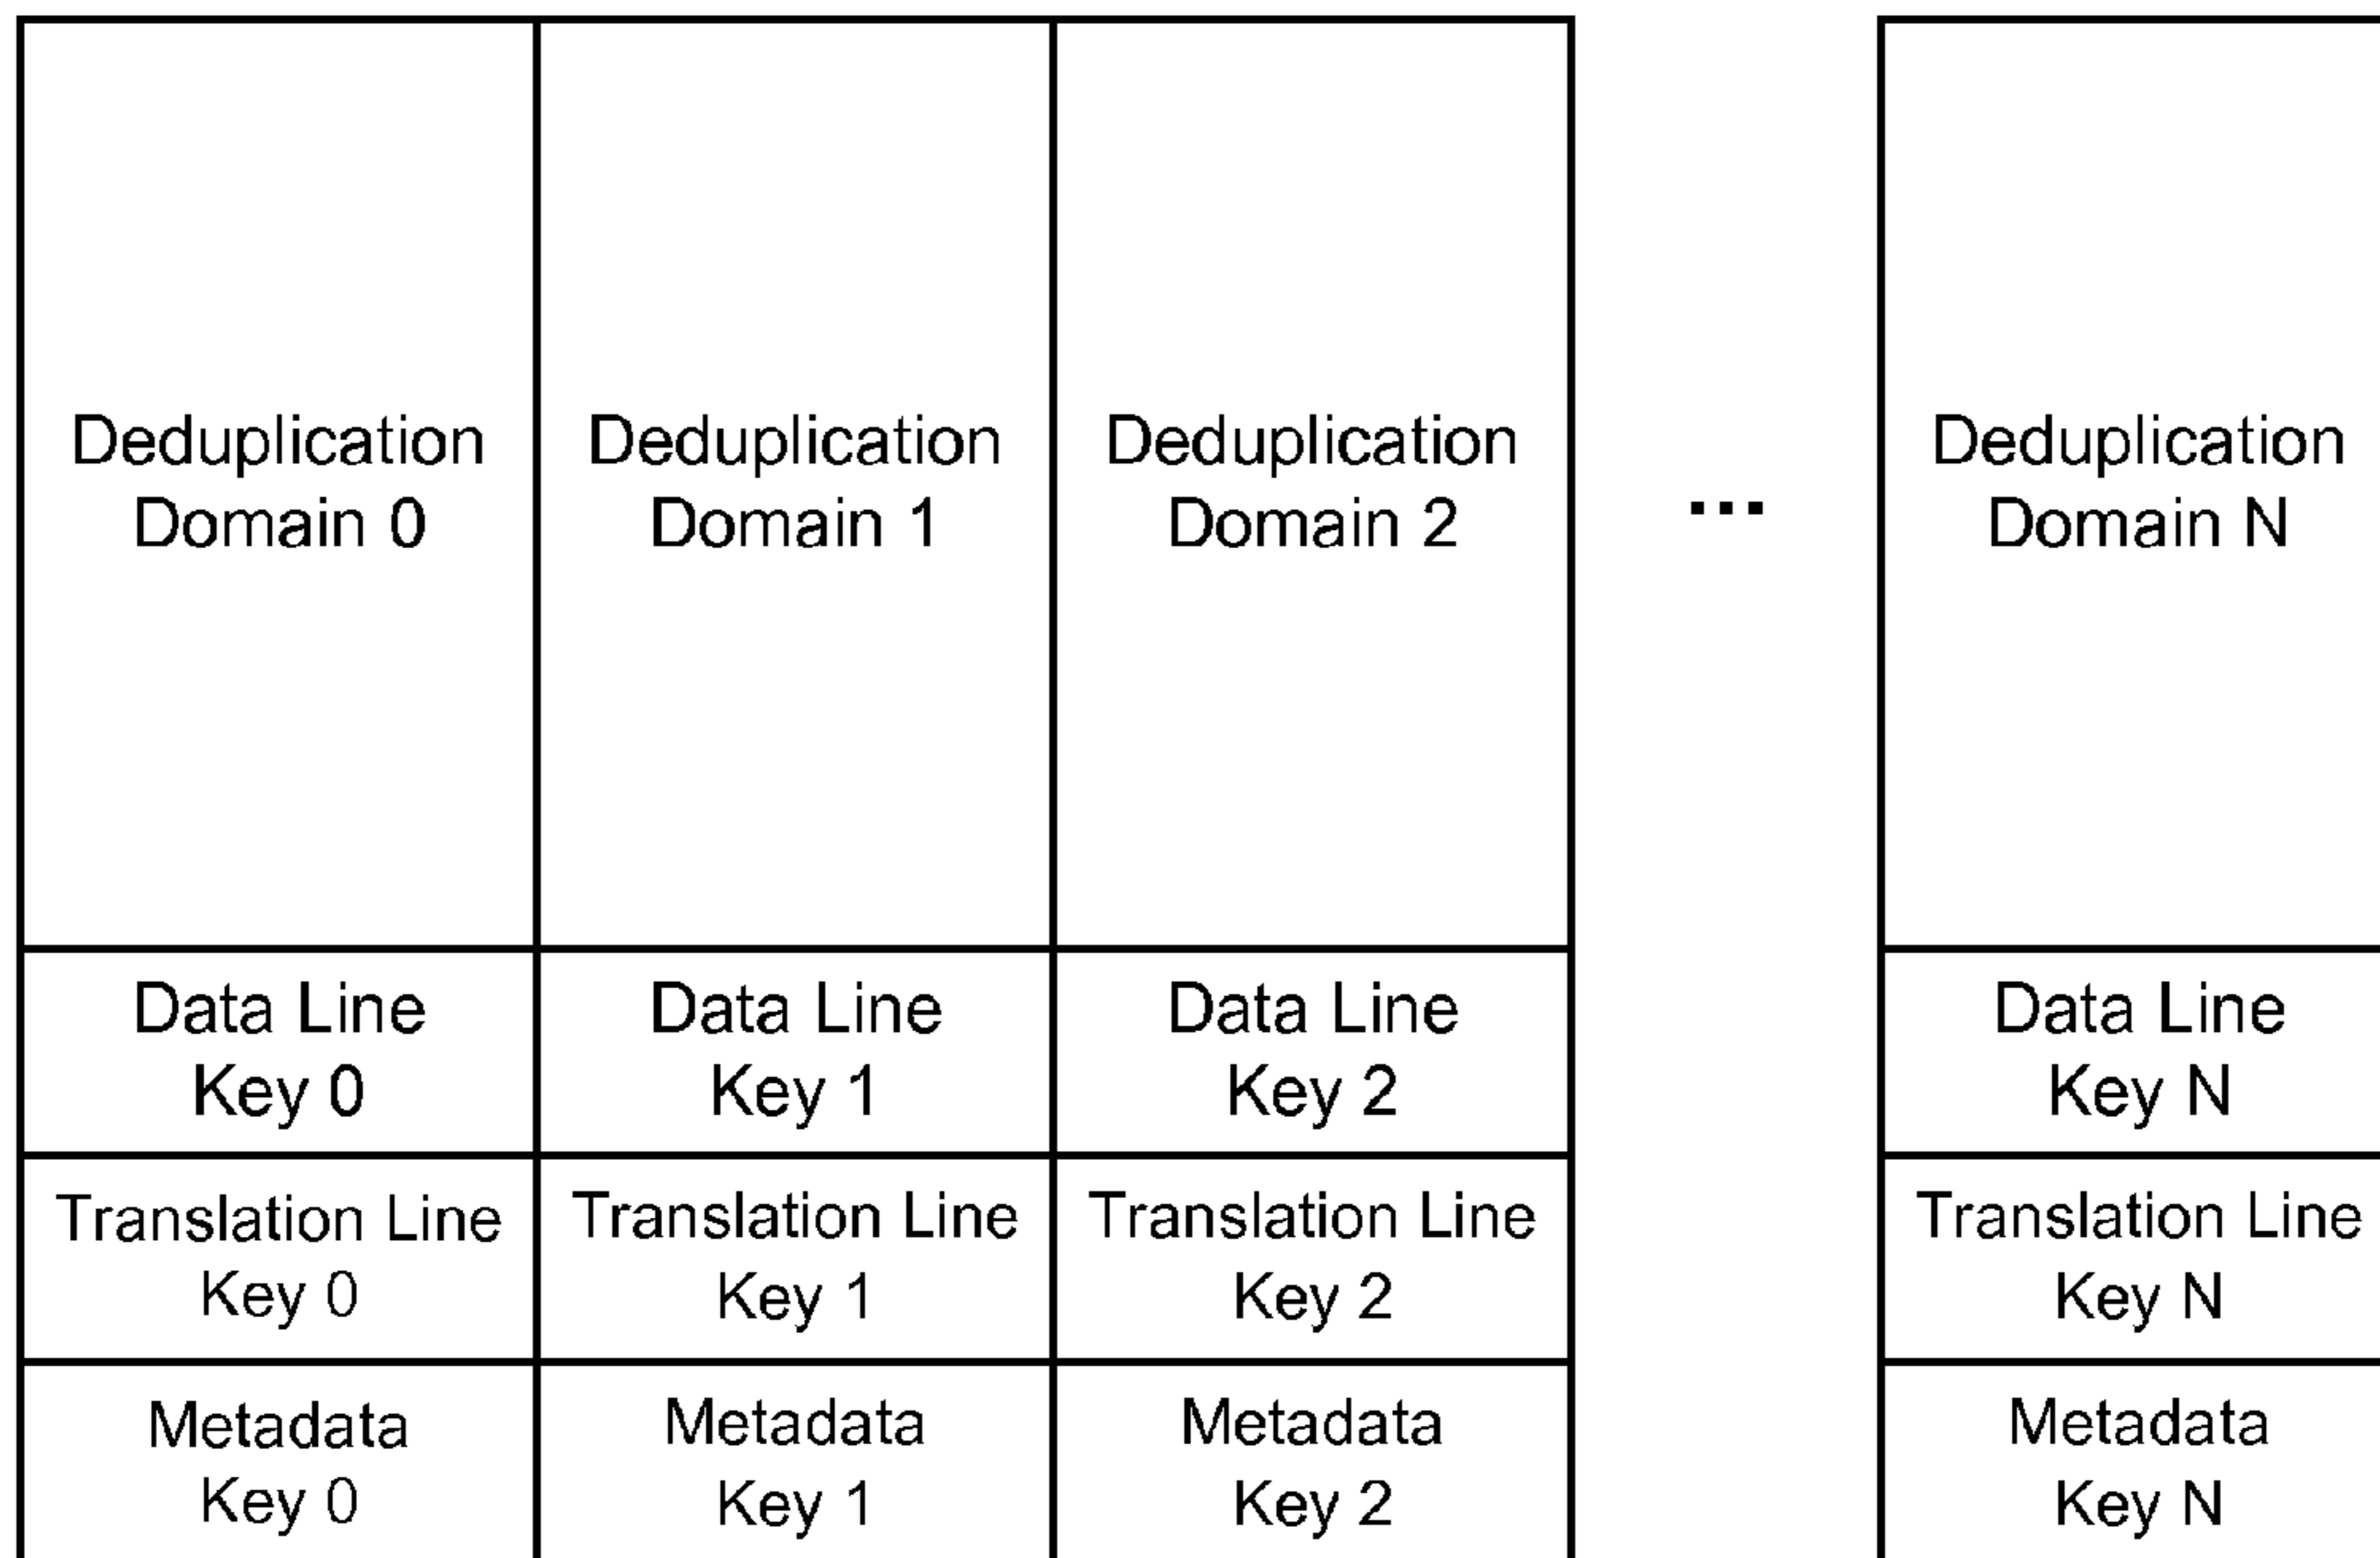 Deduplication
Domain 0
Deduplication
Domain 1
Deduplication
Domain 2
...
Deduplication
Domain N
Data Line
Key 0
Data Line
Key 1
Data Line
Key 2
Data Line
Key N
Translation Line
Key 0
Translation Line
Key 1
Translation Line
Key 2
Translation Line
Key N
Metadata
Key 0
Metadata
Key 1
Metadata
Key 2
Metadata
Key N